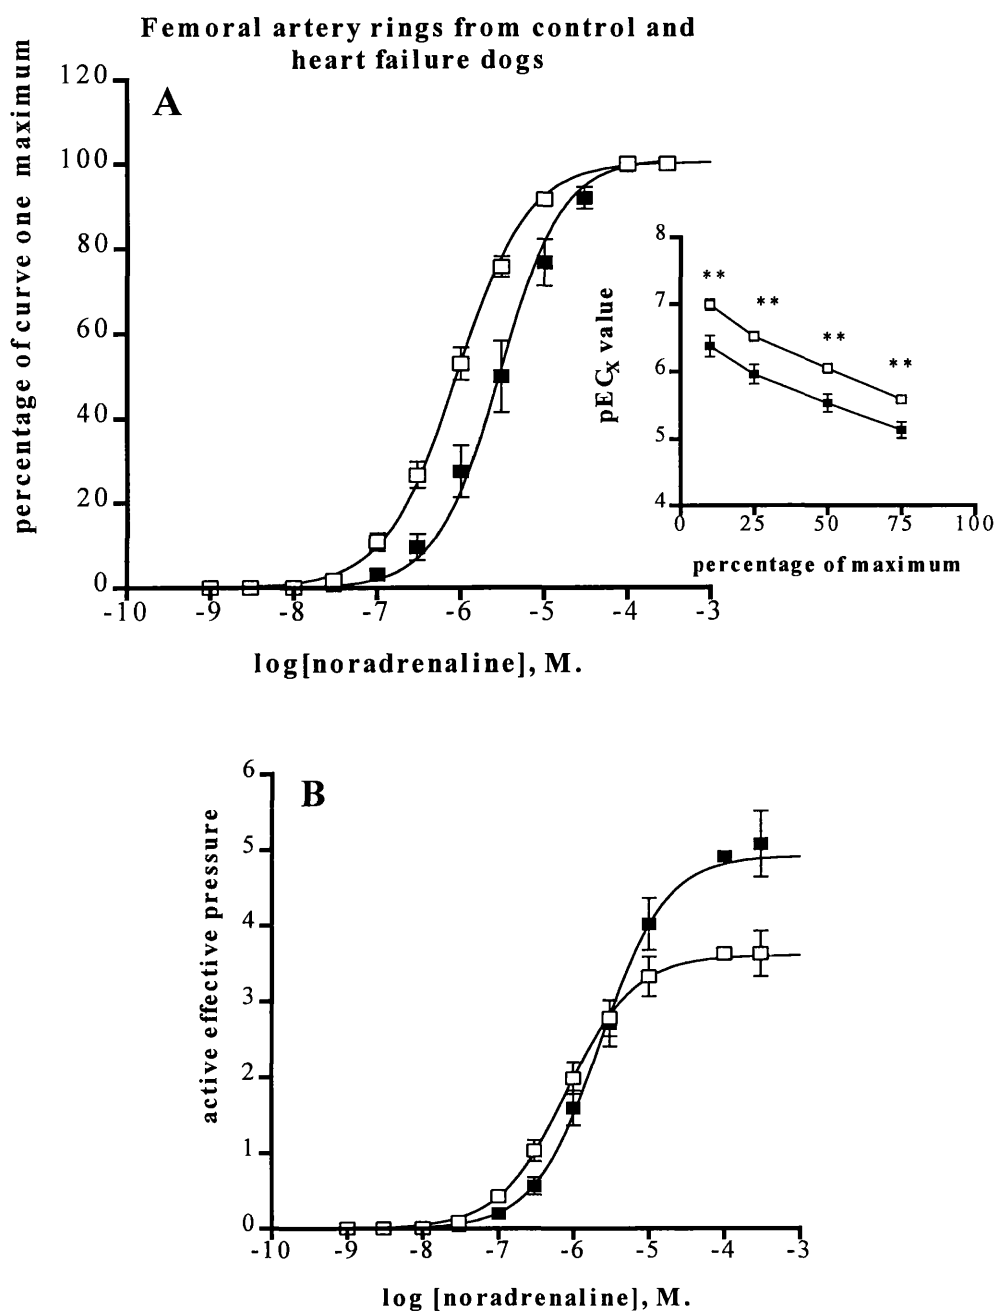 Femoral artery rings from control and
heart failure dogs
A
percentage of curve one maximum
120
100
80
60
40
20
0
-10 -9 -8 -7 -6 -5 -4 -3
log[noradrenaline], M.
pECX value
8
7
6
5
4
** ** ** **
0 25 50 75 100
percentage of maximum
B
active effective pressure
6
5
4
3
2
1
0
-10 -9 -8 -7 -6 -5 -4 -3
log [noradrenaline], M.